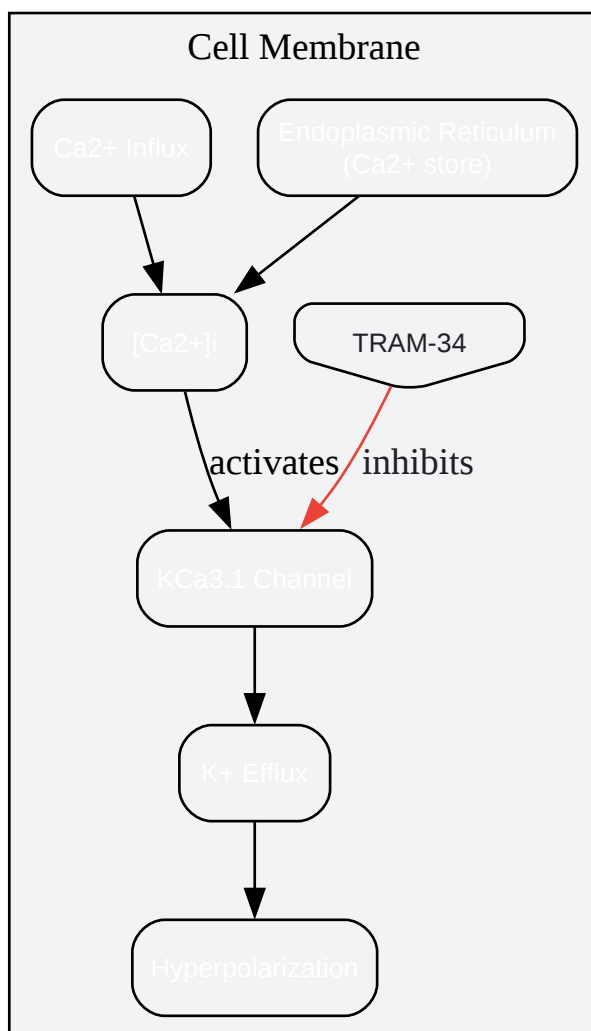 Cell Membrane
Ca2+ Influx
Endoplasmic Reticulum
(Ca2+ store)
[Ca2+]i
TRAM-34
activates
inhibits
KCa3.1 Channel
K+ Efflux
Hyperpolarization